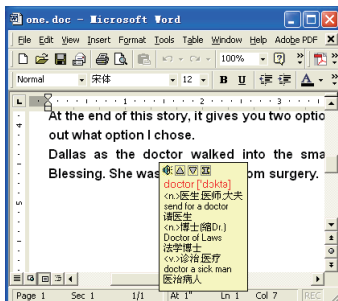 one.doc - Microsoft Word
File Edit View Insert Format Tools Table Window Help Adobe PDF
100%
Normal 宋体 12 B U A
1 2 3
At the end of this story, it gives you two optio
out what option I chose.
Dallas as the doctor walked into the sma
Blessing. She was om surgery.
doctor ['dɔktə]
<n.>医生,医师,大夫
send for a doctor
请医生
<n.>博士(缩Dr.)
Doctor of Laws
法学博士
<v.>诊治,医疗
doctor a sick man
医治病人
Page 1 Sec 1 1/1 At 1" Ln 1 Col 7 REC